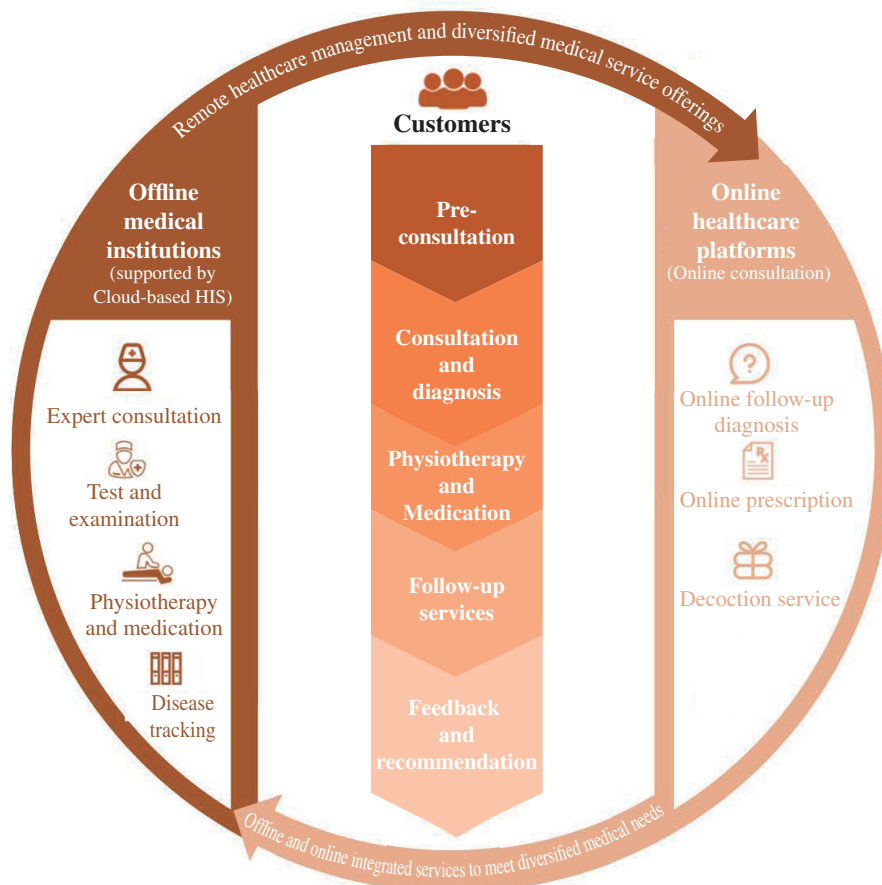 Remote healthcare management and diversified medical service offerings
Customers
Offline
medical
institutions
(supported by
Cloud-based HIS)
Expert consultation
Test and
examination
Physiotherapy
and medication
Disease
tracking
Pre-
consultation
Consultation
and
diagnosis
Physiotherapy
and
Medication
Follow-up
services
Feedback
and
recommendation
Online
healthcare
platforms
(Online consultation)
?
Online follow-up
diagnosis
Rx
Online prescription
Decoction service
Offline and online integrated services to meet diversified medical needs